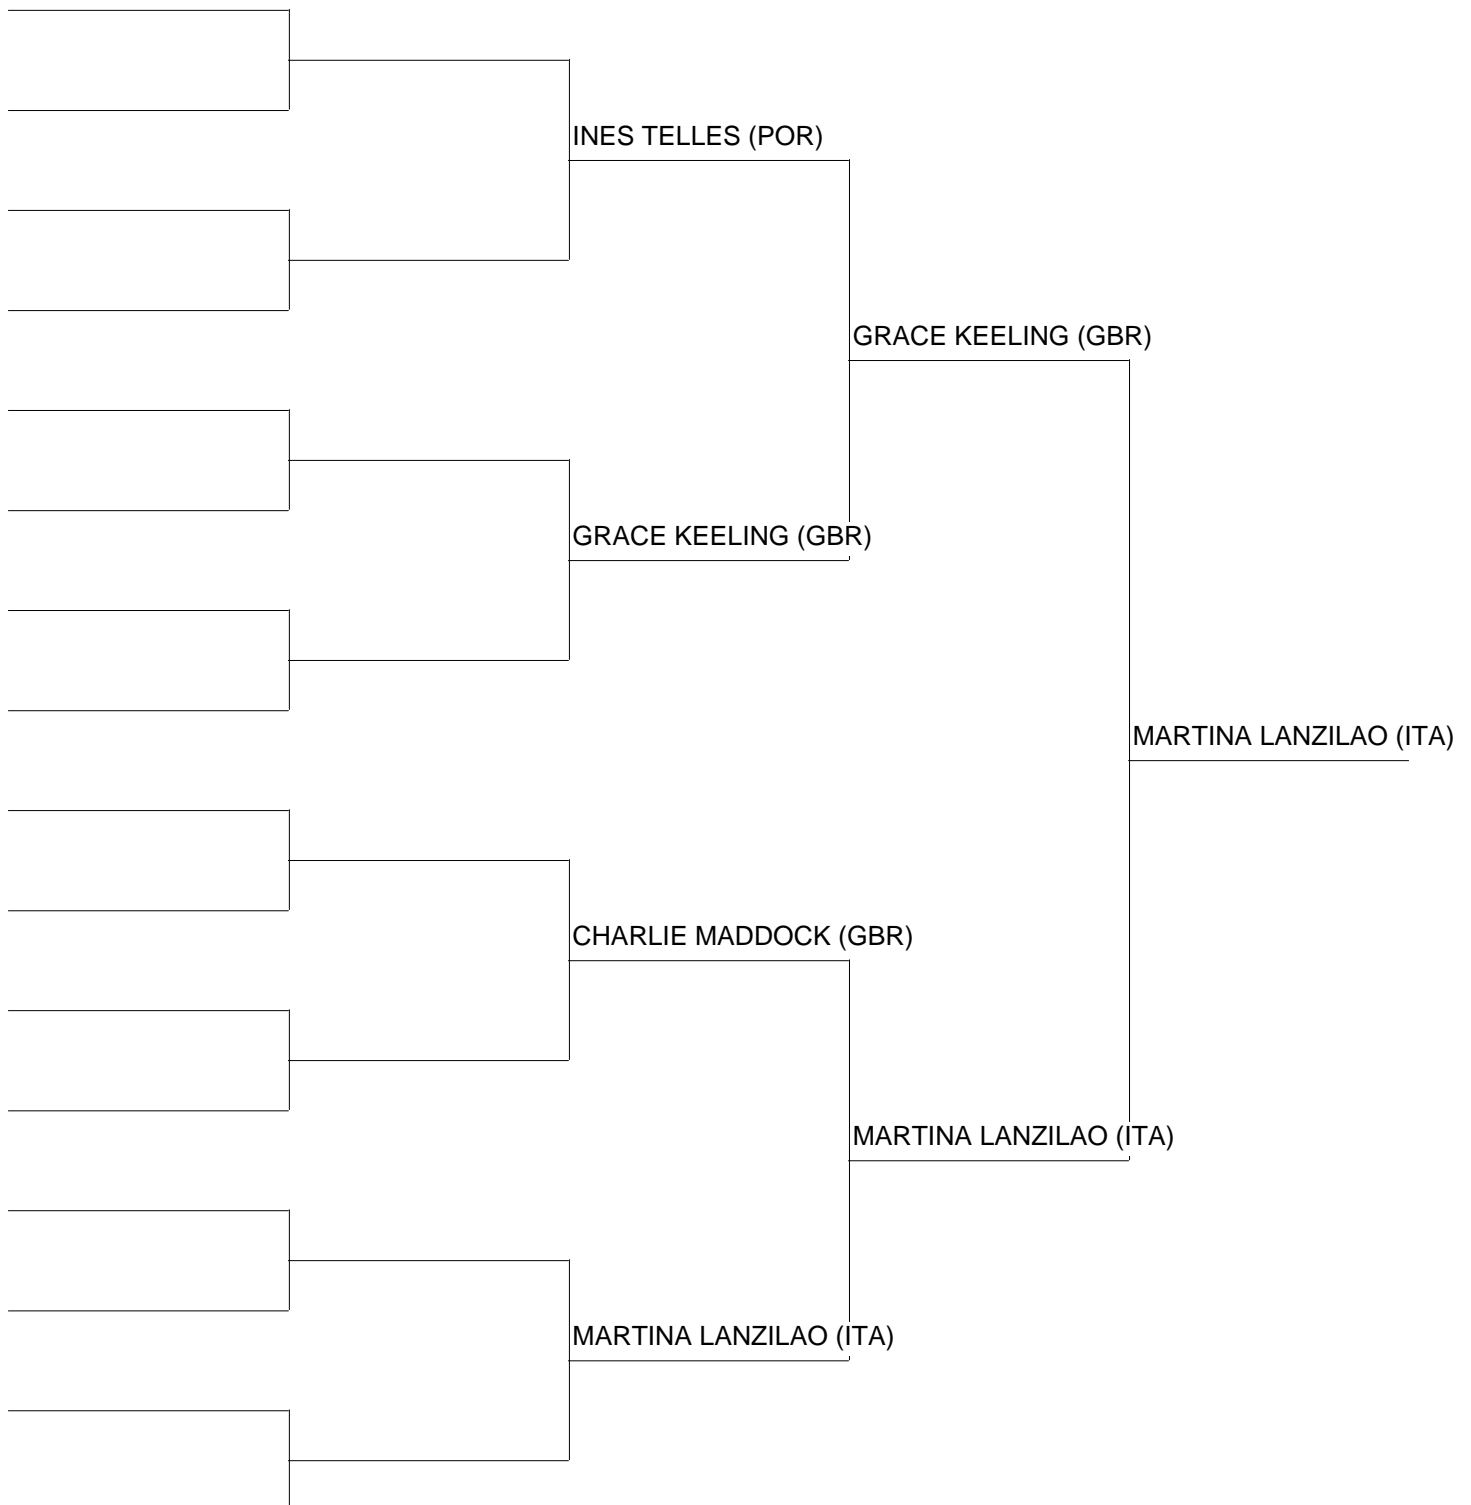 INES TELLES (POR)
GRACE KEELING (GBR)
GRACE KEELING (GBR)
MARTINA LANZILAO (ITA)
CHARLIE MADDOCK (GBR)
MARTINA LANZILAO (ITA)
MARTINA LANZILAO (ITA)